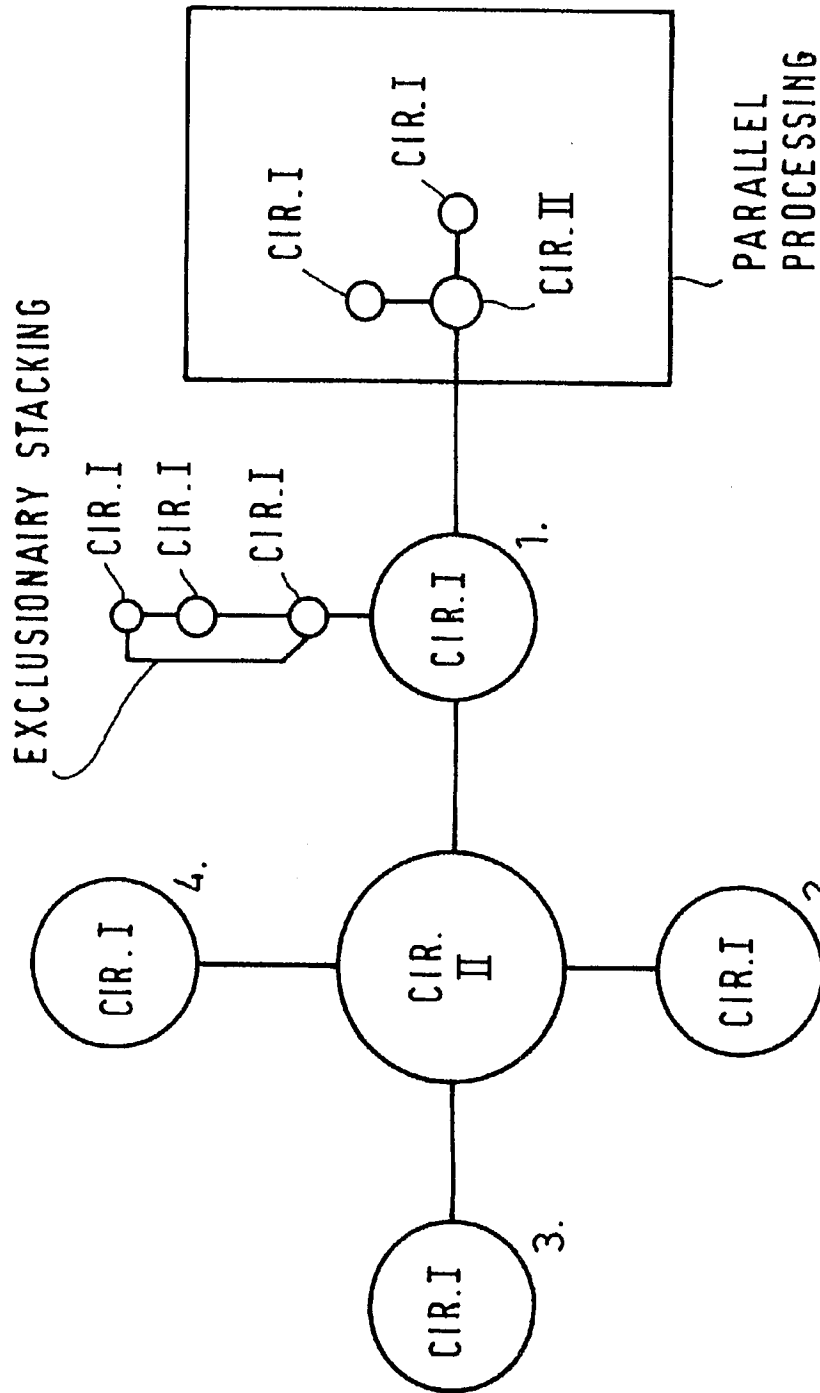 EXCLUSIONAIRY STACKING
CIR.I
4.
CIR.I
CIR.I
CIR.I
CIR.I
CIR.I
CIR.II
CIR.I
3.
CIR.
II
CIR.I
1.
CIR.I
2.
PARALLEL
PROCESSING